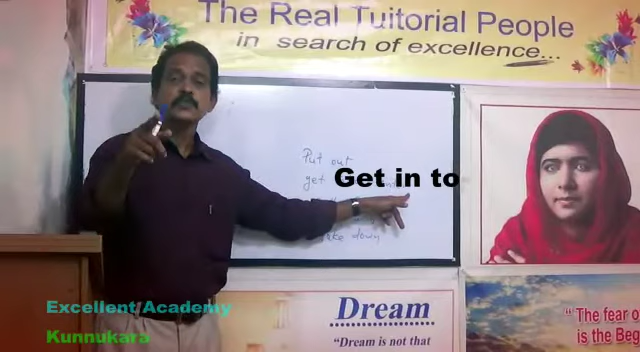 The Real Tuitorial People
in search of excellence...
Put out
get
Get in to
take down
Excellent Academy
Kunnukara
Dream
"Dream is not that
"The fear o
is the Beg